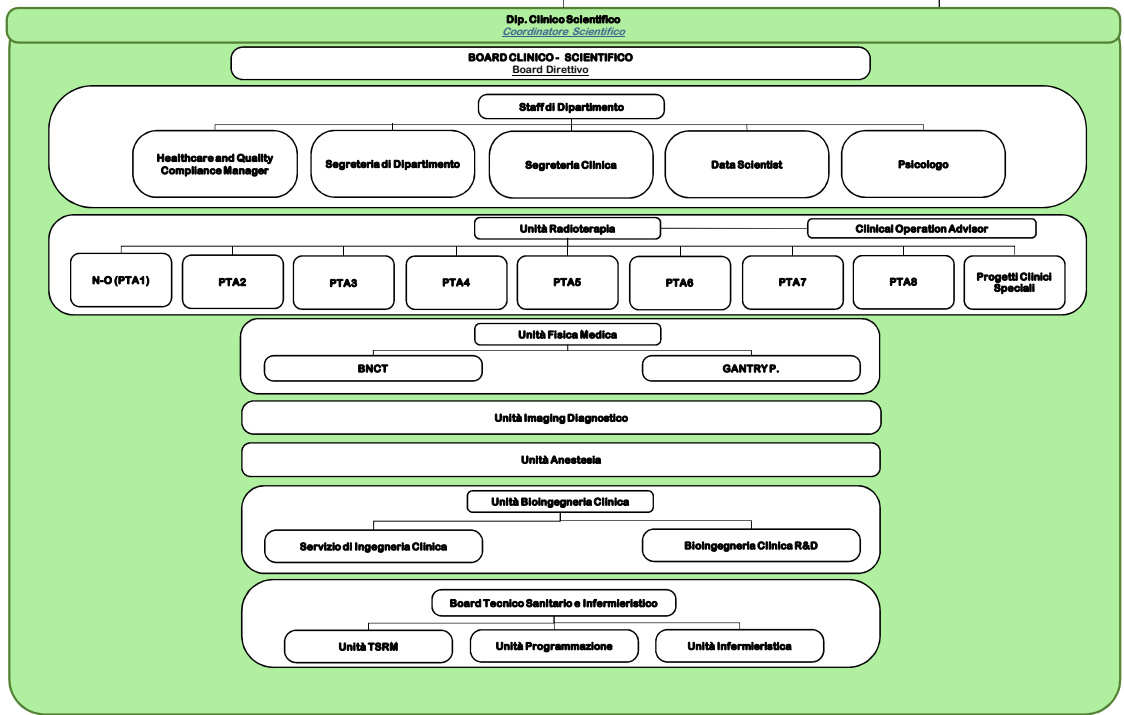 Dip. Clinico Scientifico
Coordinatore Scientifico
BOARD CLINICO - SCIENTIFICO
Board Direttivo
Staff di Dipartimento
Healthcare and Quality
Compliance Manager
Segreteria di Dipartimento
Segreteria Clinica
Data Scientist
Psicologo
Unità Radioterapia
Clinical Operation Advisor
N-O (PTA1)
PTA2
PTA3
PTA4
PTA5
PTA6
PTA7
PTA8
Progetti Clinici
Speciali
Unità Fisica Medica
BNCT
GANTRY P.
Unità Imaging Diagnostico
Unità Anestesia
Unità Bioingegneria Clinica
Servizio di Ingegneria Clinica
Bioingegneria Clinica R&D
Board Tecnico Sanitario e Infermieristico
Unità TSRM
Unità Programmazione
Unità Infermieristica